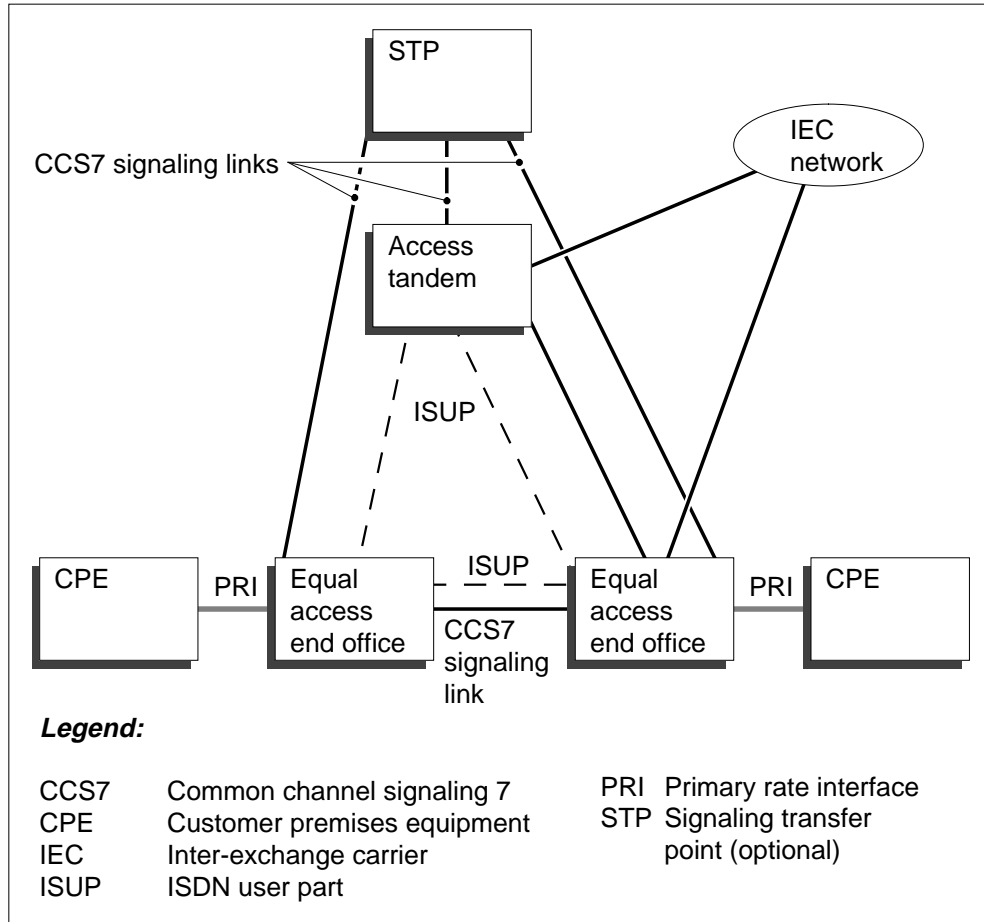 STP
IEC
network
CCS7 signaling links
Access
tandem
ISUP
CPE
PRI
Equal
access
end office
ISUP
CCS7
signaling
link
Equal
access
end office
PRI
CPE
Legend:
CCS7 Common channel signaling 7
CPE Customer premises equipment
IEC Inter-exchange carrier
ISUP ISDN user part
PRI Primary rate interface
STP Signaling transfer
point (optional)